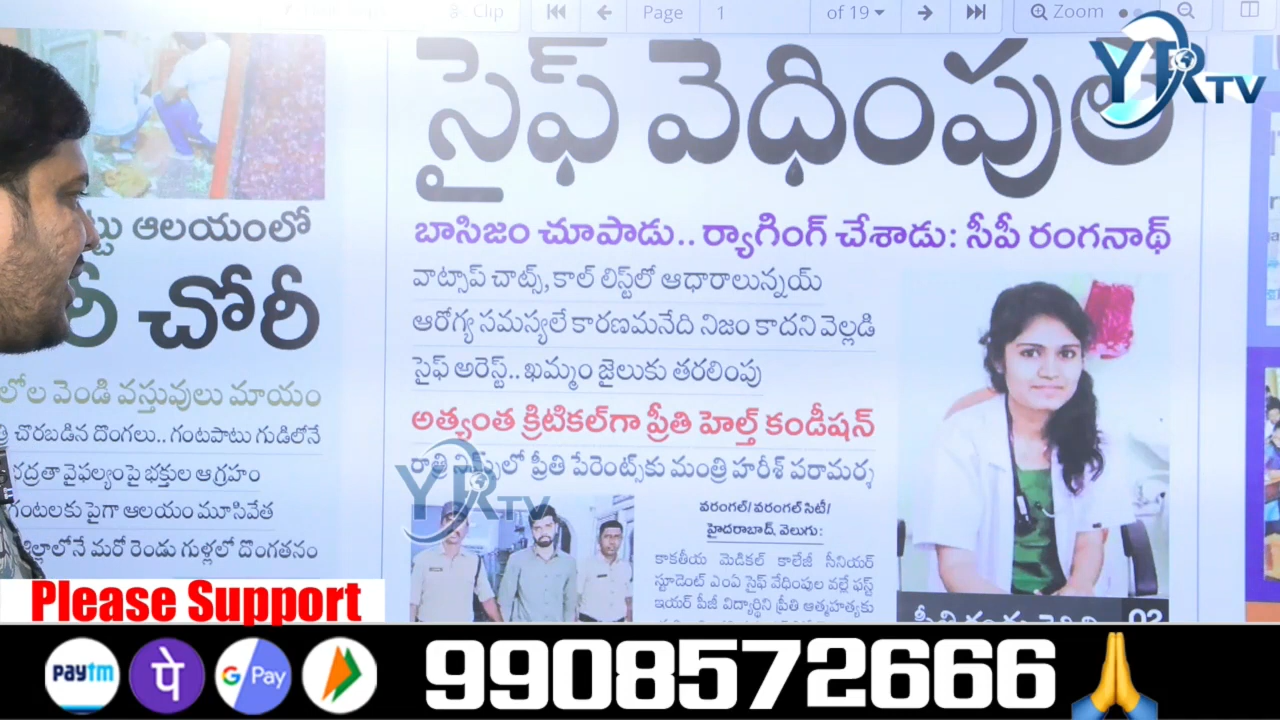 Clip
Page 1 of 19
Zoom
YR TV
సైఫ్ వేధింపుల
బాసిజం చూపాడు.. ర్యాగింగ్ చేశాడు: సీపీ రంగనాథ్
వాట్సాప్ చాట్స్, కాల్ లిస్ట్‌లో ఆధారాలున్నయ్
ఆరోగ్య సమస్యలే కారణమనేది నిజం కాదని వెల్లడి
సైఫ్ అరెస్ట్.. ఖమ్మం జైలుకు తరలింపు
అత్యంత క్రిటికల్‌గా ప్రీతి హెల్త్ కండీషన్
రాత్రి నిమ్స్‌లో ప్రీతి పేరెంట్స్‌కు మంత్రి హరీశ్ పరామర్శ
YR TV
వరంగల్/ వరంగల్ సిటీ/
హైదరాబాద్, వెలుగు:
కాకతీయ మెడికల్ కాలేజీ సీనియర్
స్టూడెంట్ ఎంఏ సైఫ్ వేధింపుల వల్లే ఫస్ట్
ఇయర్ పీజీ విద్యార్థిని ప్రీతి ఆత్మహత్యకు
ఆలయంలో
చోరీ
వెండి వస్తువులు మాయం
చొరబడిన దొంగలు.. గంటపాటు గుడిలోనే
వైఫల్యంపై భక్తుల ఆగ్రహం
గంటలకు పైగా ఆలయం మూసివేత
మరో రెండు గుళ్లలో దొంగతనం
Please Support
paytm
पे
G Pay
9908572666